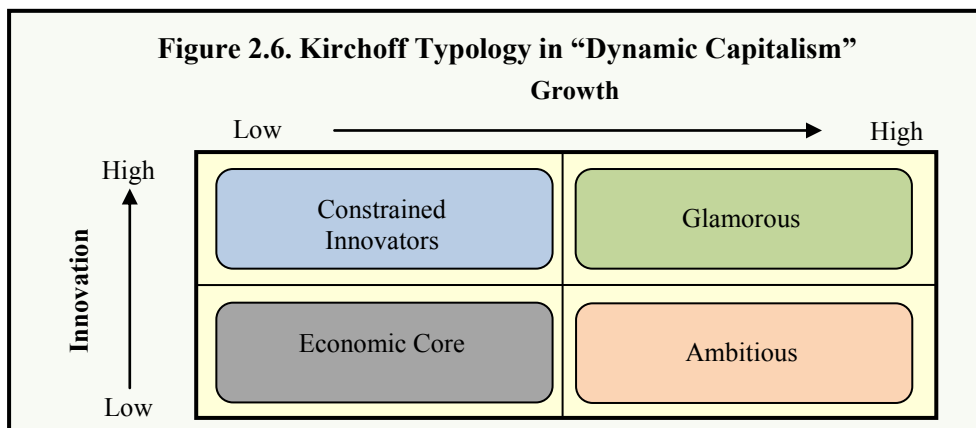 Figure 2.6. Kirchoff Typology in “Dynamic Capitalism”
Growth
Low
High
High
Innovation
Low
Constrained
Innovators
Glamorous
Economic Core
Ambitious